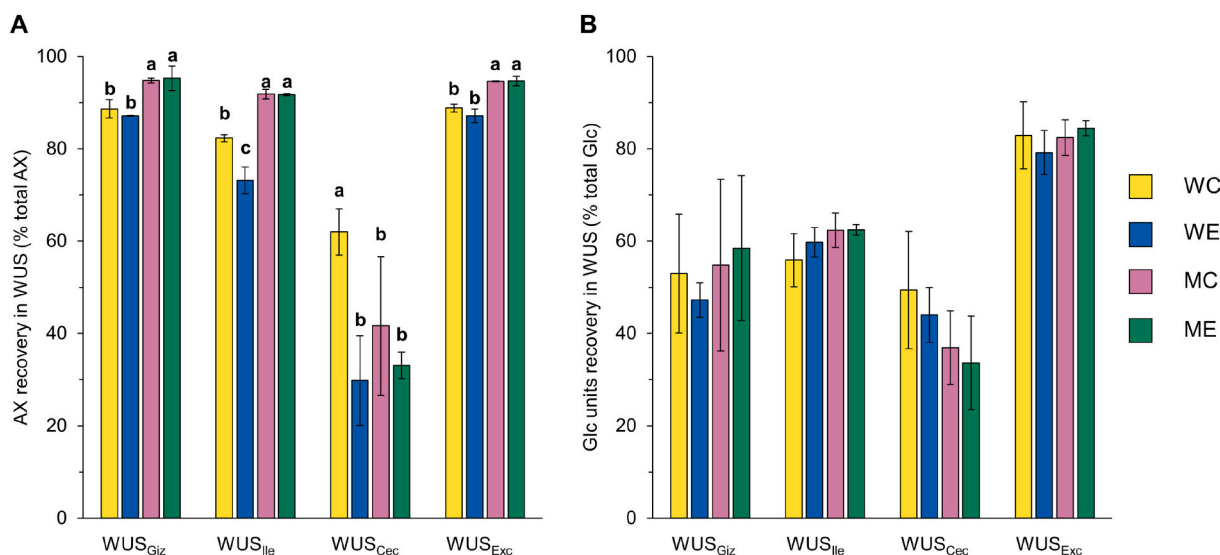 A
AX recovery in WUS (% total AX)
100
80
60
40
20
0
b b a a
b c a a
a b b b
b b a a
WUSGiz WUSIle WUSCec WUSExc
B
Glc units recovery in WUS (% total Glc)
100
80
60
40
20
0
WUSGiz WUSIle WUSCec WUSExc
WC
WE
MC
ME